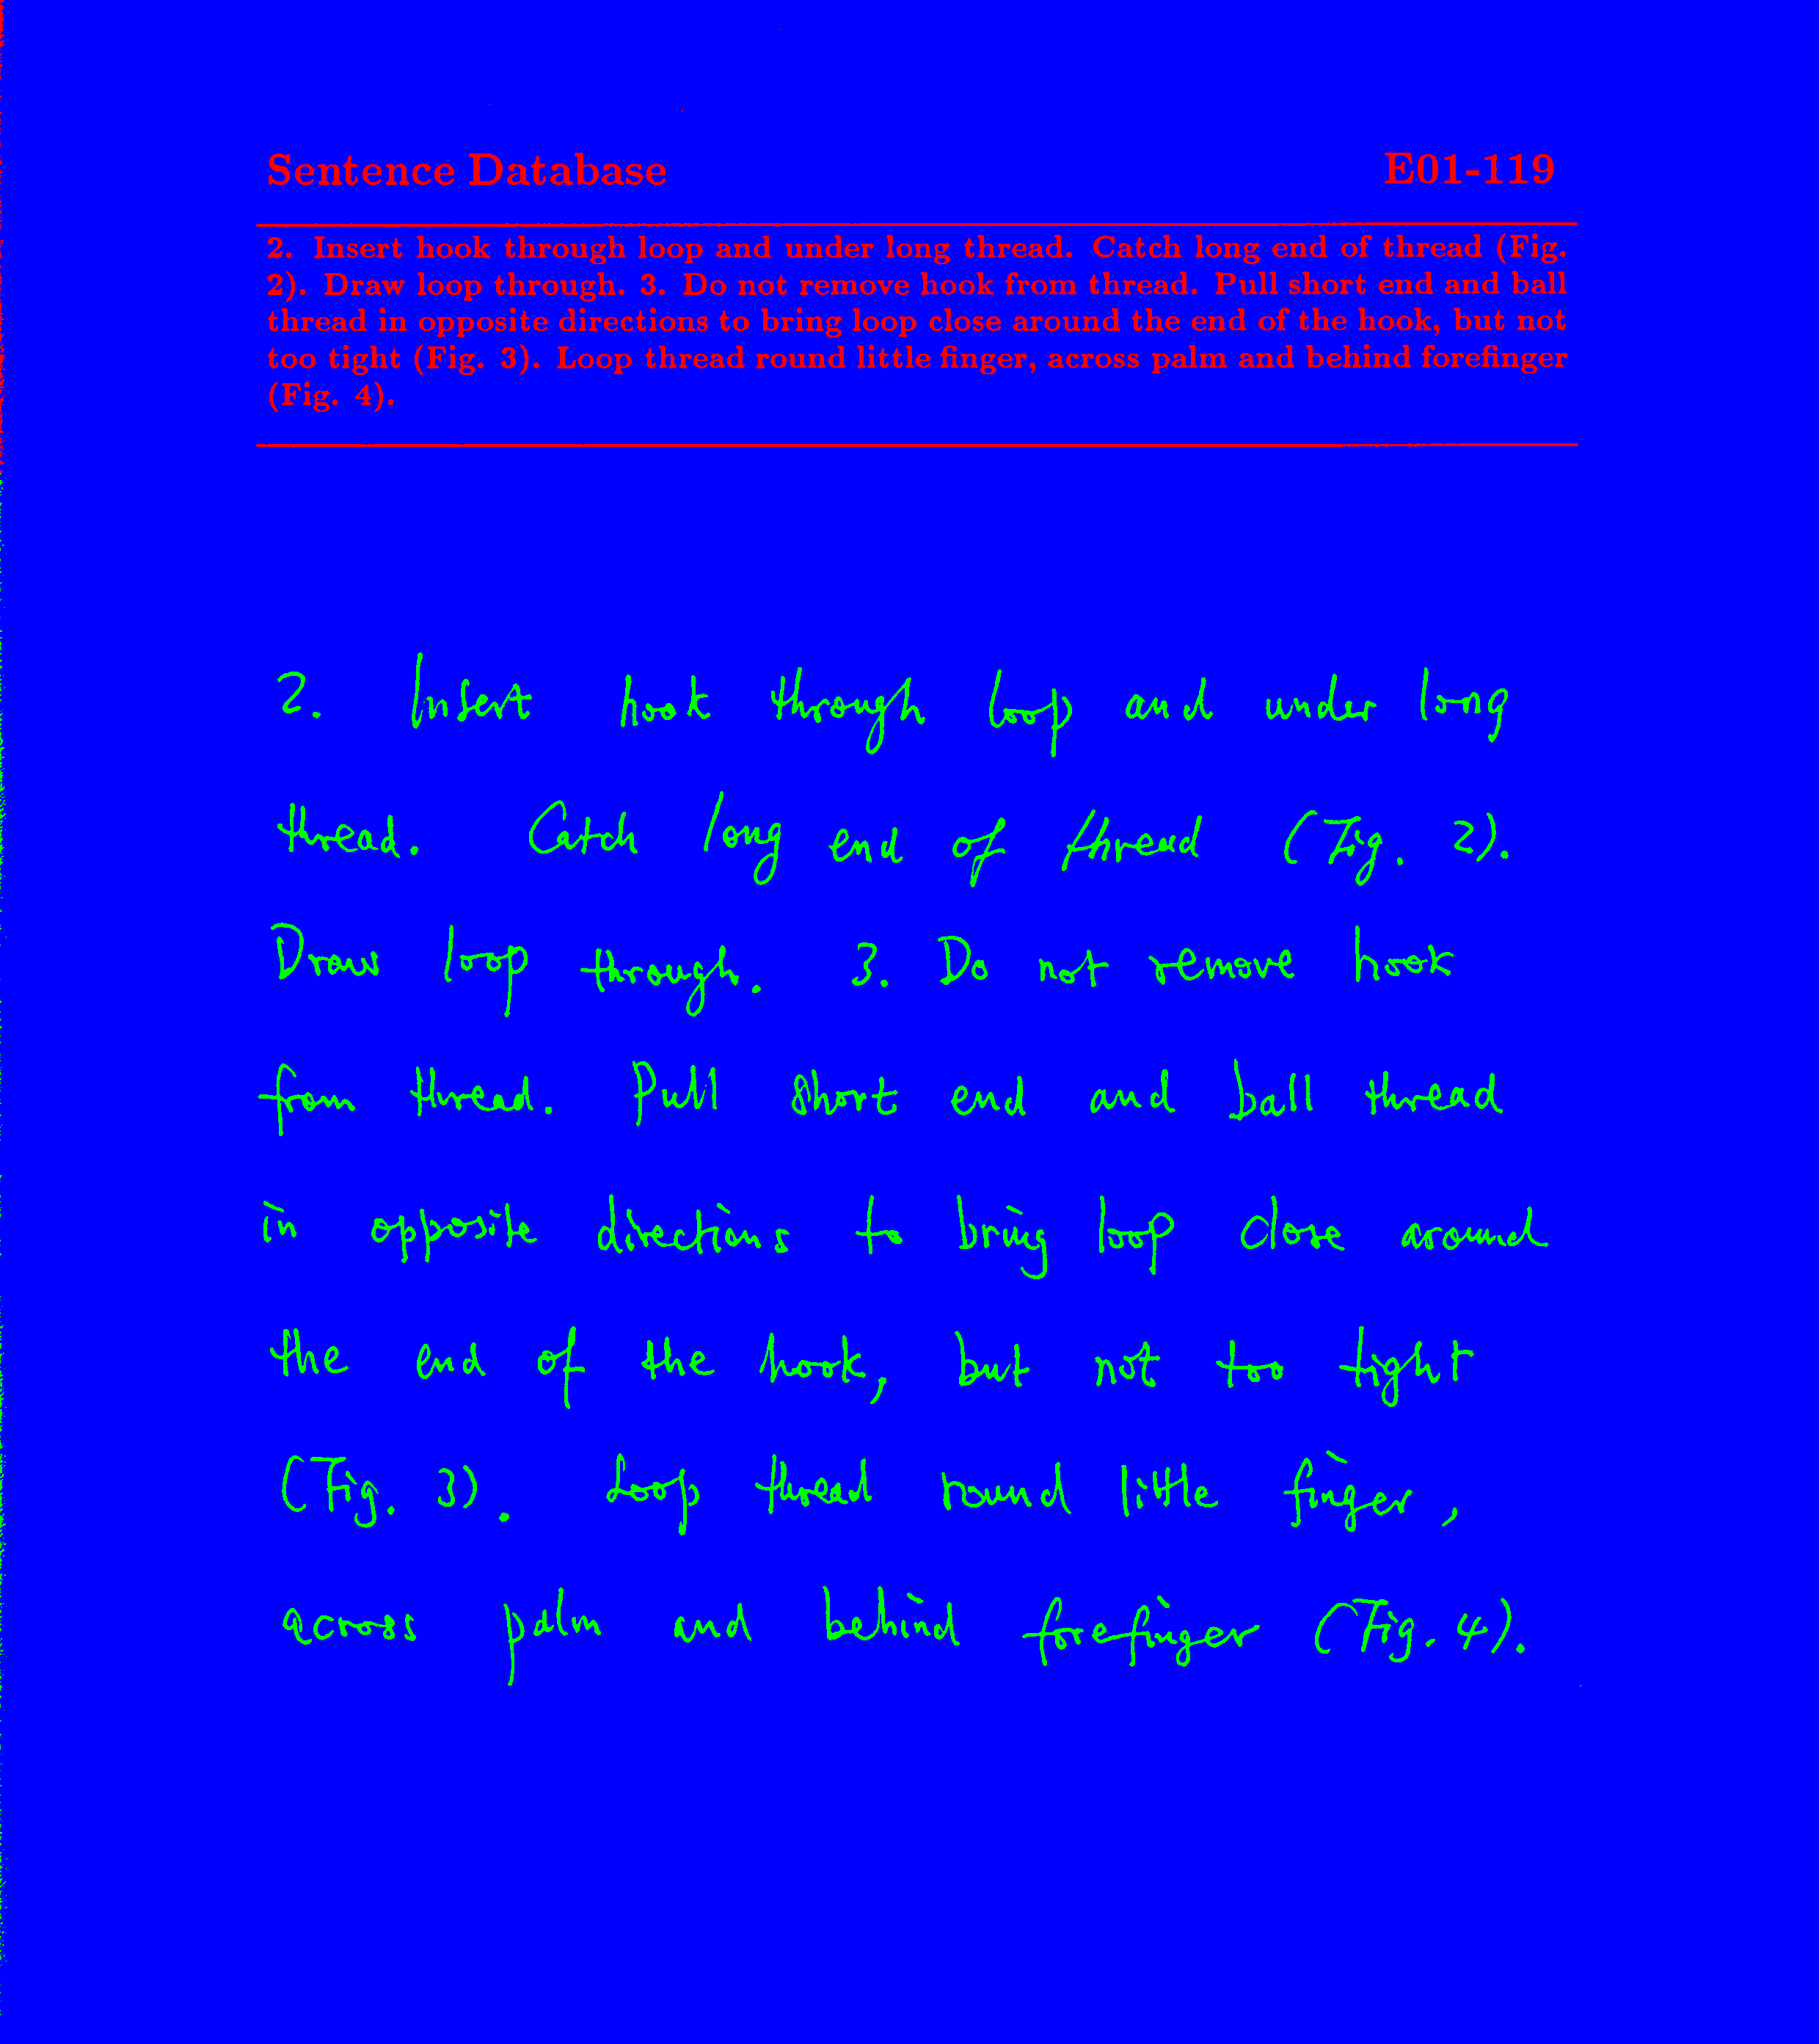 Sentence Database E01-119
2. Insert hook through loop and under long thread. Catch long end of thread (Fig.
2). Draw loop through. 3. Do not remove hook from thread. Pull short end and ball
thread in opposite directions to bring loop close around the end of the hook, but not
too tight (Fig. 3). Loop thread round little finger, across palm and behind forefinger
(Fig. 4).
2. Insert hook through loop and under long
thread. Catch long end of thread (Fig. 2).
Draw loop through. 3. Do not remove hook
from thread. Pull short end and ball thread
in opposite directions to bring loop close around
the end of the hook, but not too tight
(Fig. 3). Loop thread round little finger,
across palm and behind forefinger (Fig. 4).